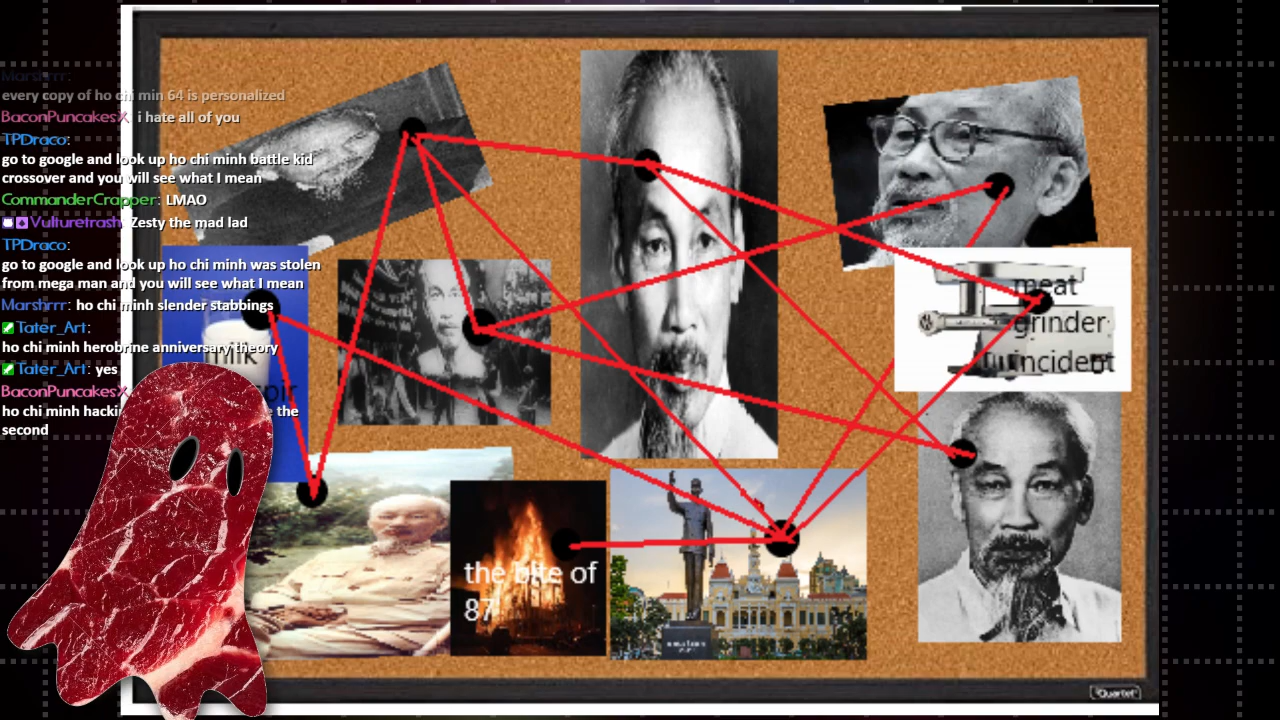 Marshrrr:
every copy of ho chi min 64 is personalized
BaconPuncakesX: i hate all of you
TPDraco:
go to google and look up ho chi minh battle kid
crossover and you will see what I mean
CommanderCrapper: LMAO
Vulturetrash: Zesty the mad lad
TPDraco:
go to google and look up ho chi minh was stolen
from mega man and you will see what I mean
Marshrrr: ho chi minh slender stabbings
Tater_Art:
ho chi minh herobrine anniversary theory
Tater_Art: yes
BaconPuncakesX
ho chi minh hacki the
second
milk
meat
grinder
incident
the bite of
87
Quartet